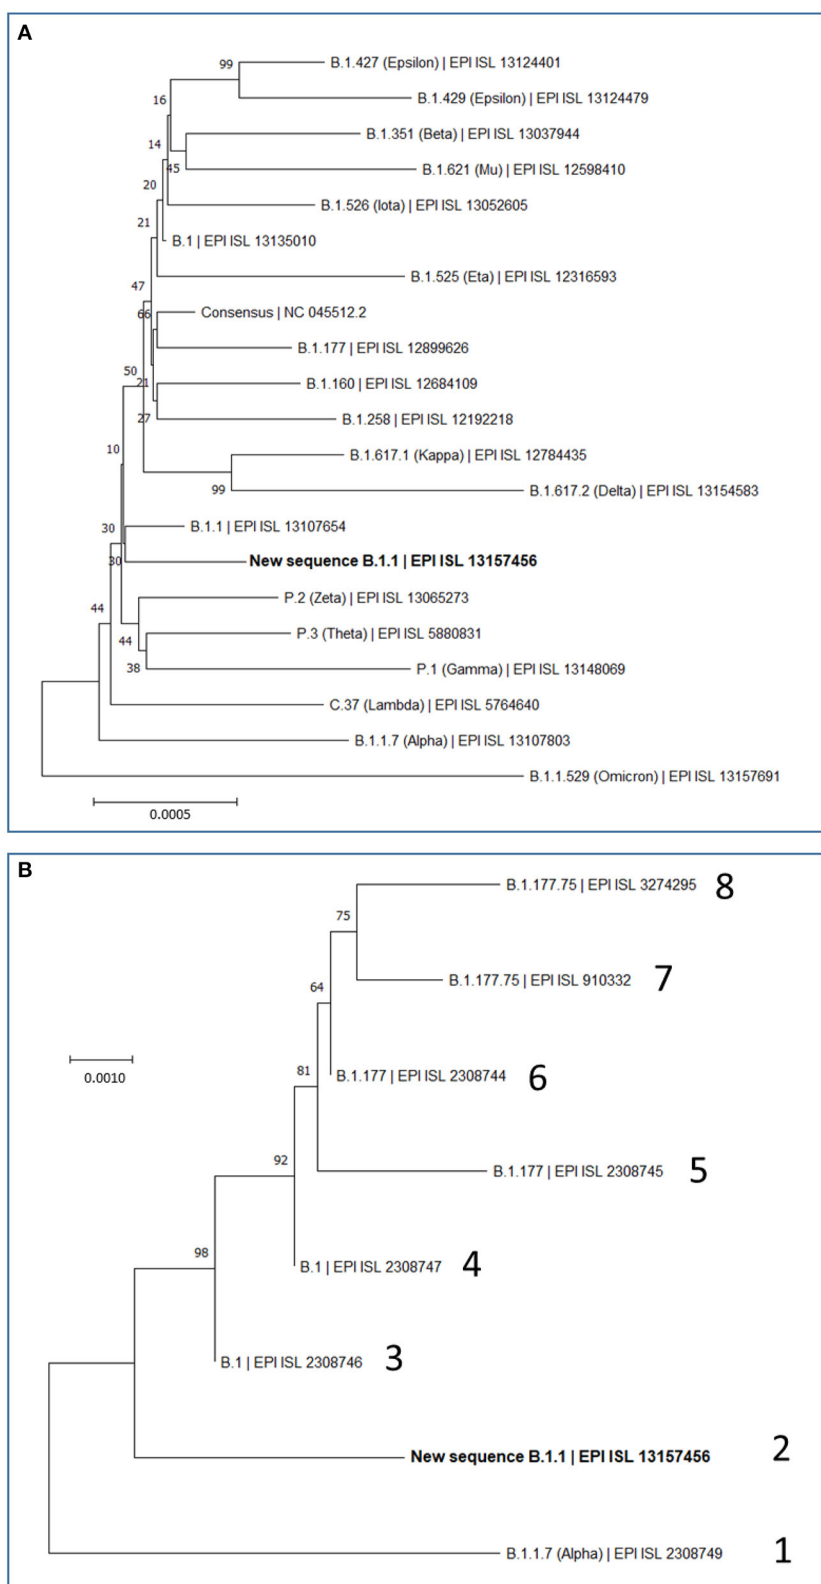 A
99
B.1.427 (Epsilon) | EPI ISL 13124401
B.1.429 (Epsilon) | EPI ISL 13124479
16
B.1.351 (Beta) | EPI ISL 13037944
14
45
B.1.621 (Mu) | EPI ISL 12598410
20
B.1.526 (Iota) | EPI ISL 13052605
21
B.1 | EPI ISL 13135010
B.1.525 (Eta) | EPI ISL 12316593
47
66
Consensus | NC 045512.2
B.1.177 | EPI ISL 12899626
50
21
B.1.160 | EPI ISL 12684109
27
B.1.258 | EPI ISL 12192218
10
B.1.617.1 (Kappa) | EPI ISL 12784435
99
B.1.617.2 (Delta) | EPI ISL 13154583
30
B.1.1 | EPI ISL 13107654
30
New sequence B.1.1 | EPI ISL 13157456
P.2 (Zeta) | EPI ISL 13065273
44
44
P.3 (Theta) | EPI ISL 5880831
38
P.1 (Gamma) | EPI ISL 13148069
C.37 (Lambda) | EPI ISL 5764640
B.1.1.7 (Alpha) | EPI ISL 13107803
B.1.1.529 (Omicron) | EPI ISL 13157691
0.0005
B
B.1.177.75 | EPI ISL 3274295 8
75
B.1.177.75 | EPI ISL 910332 7
64
0.0010
81
B.1.177 | EPI ISL 2308744 6
92
B.1.177 | EPI ISL 2308745 5
98
B.1 | EPI ISL 2308747 4
B.1 | EPI ISL 2308746 3
New sequence B.1.1 | EPI ISL 13157456 2
B.1.1.7 (Alpha) | EPI ISL 2308749 1